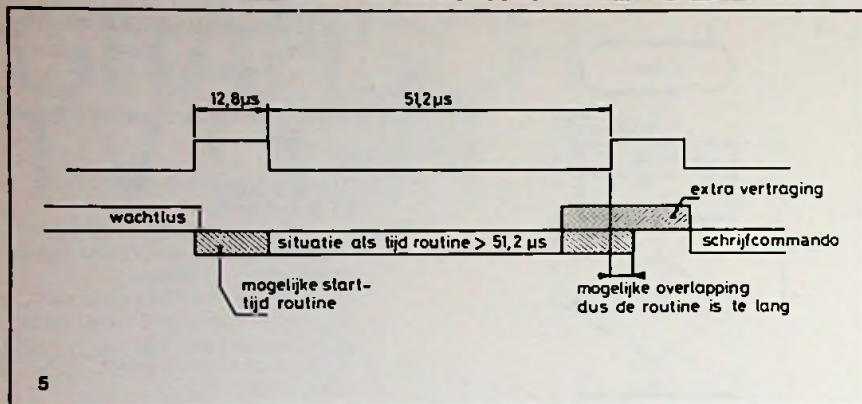 12,8µs
51,2µs
extra vertraging
wachtlus
situatie als tijd routine > 51,2 µs
schrijfcommando
mogelijke start-
tijd routine
mogelijke overlapping
dus de routine is te lang
5